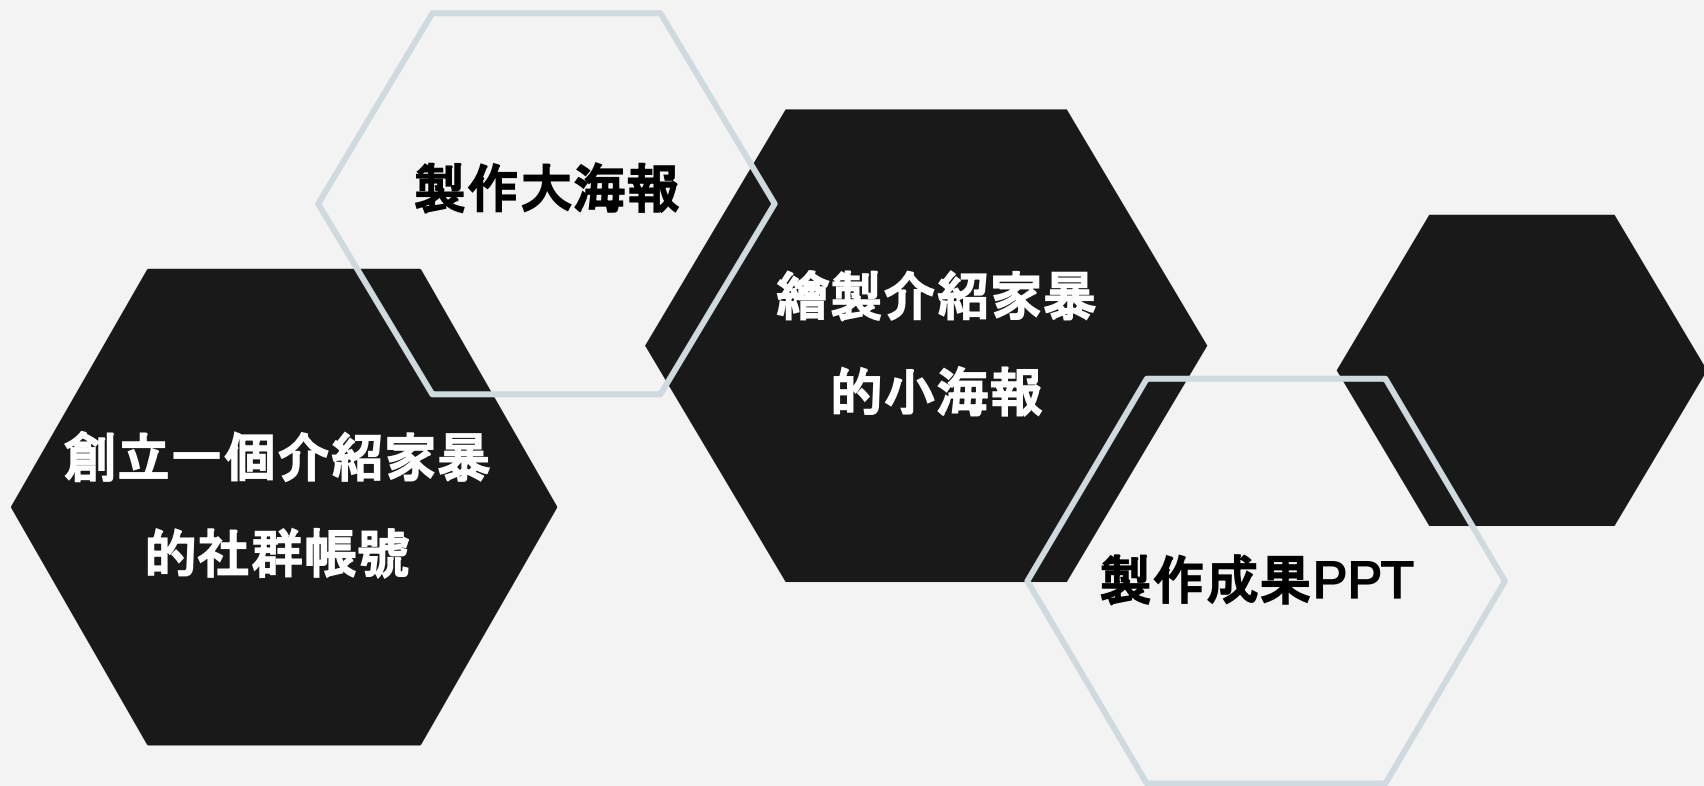 創立一個介紹家暴
的社群帳號
製作大海報
繪製介紹家暴
的小海報
製作成果PPT